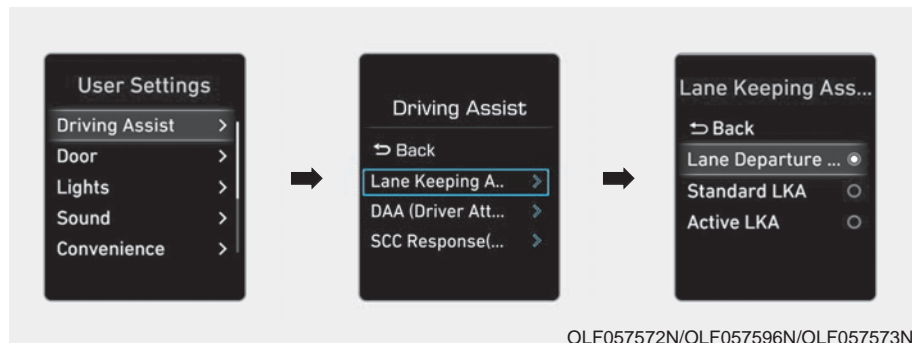 User Settings
Driving Assist >
Door >
Lights >
Sound >
Convenience >
Driving Assist
Back
Lane Keeping A.. >
DAA (Driver Att... >
SCC Response(... >
Lane Keeping Ass...
Back
Lane Departure ...
Standard LKA
Active LKA
OLF057572N/OLF057596N/OLF057573N